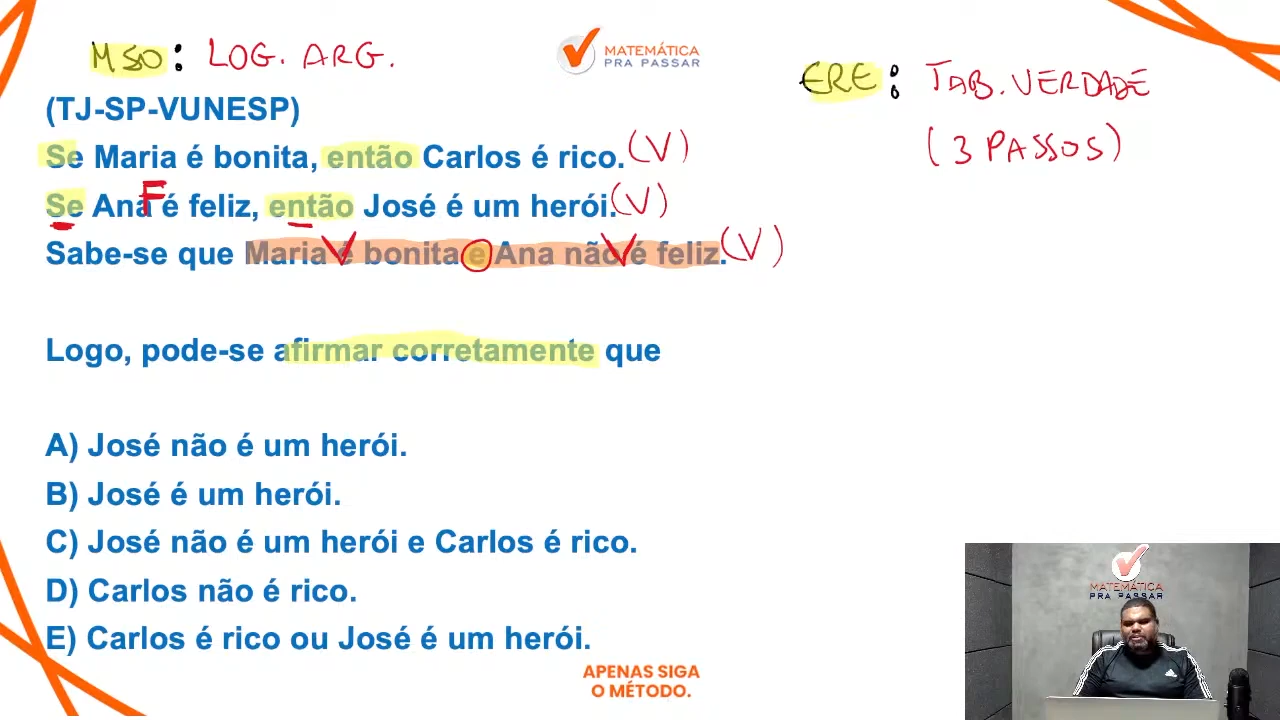 MSO: LOG. ARG.
MATEMÁTICA
PRA PASSAR
ERE: TAB. VERDADE
(3 PASSOS)
(TJ-SP-VUNESP)
Se Maria é bonita, então Carlos é rico. (V)
F
Se Ana é feliz, então José é um herói. (V)
V V
Sabe-se que Maria é bonita e Ana não é feliz. (V)
Logo, pode-se afirmar corretamente que
A) José não é um herói.
B) José é um herói.
C) José não é um herói e Carlos é rico.
D) Carlos não é rico.
E) Carlos é rico ou José é um herói.
MATEMÁTICA
PRA PASSAR
APENAS SIGA
O MÉTODO.